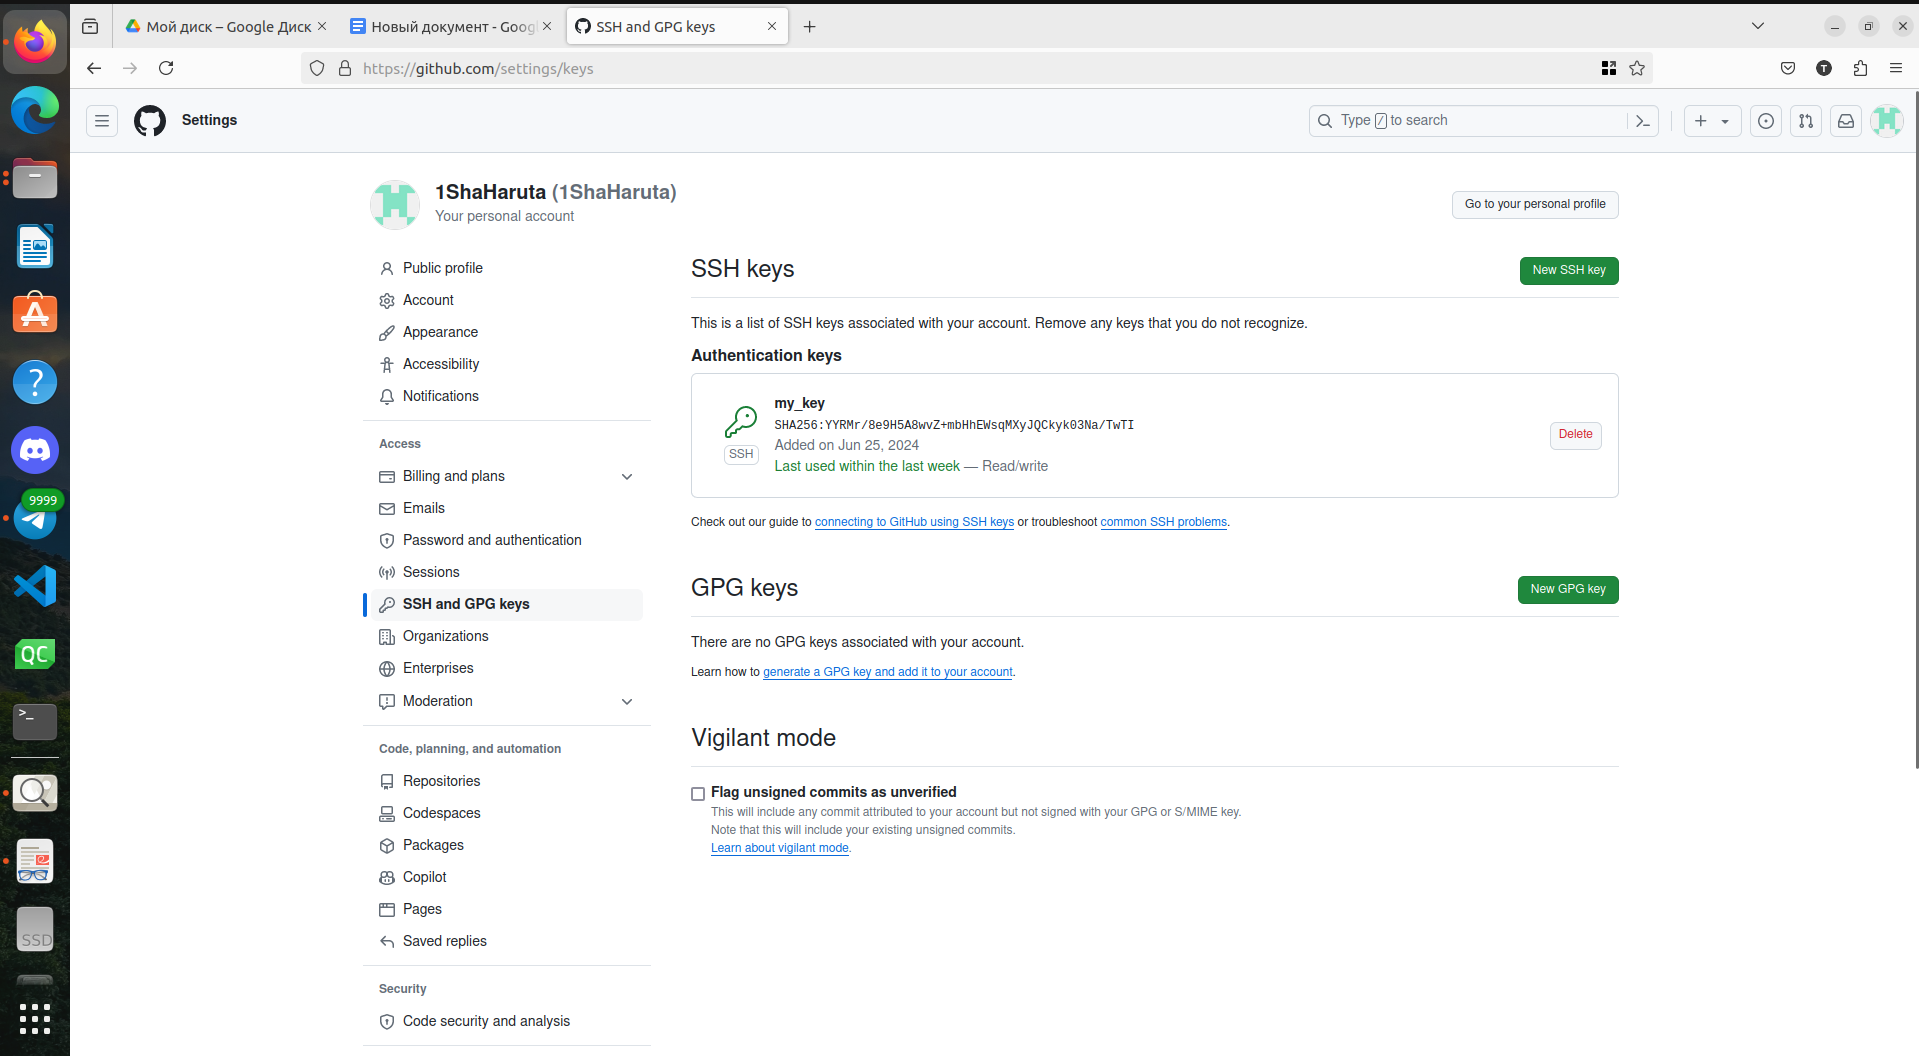 Мой диск – Google Диск
Новый документ - Goog
SSH and GPG keys
https://github.com/settings/keys
T
Settings
Type / to search
1ShaHaruta (1ShaHaruta)
Your personal account
Go to your personal profile
Public profile
Account
Appearance
Accessibility
Notifications
Access
Billing and plans
Emails
Password and authentication
Sessions
SSH and GPG keys
Organizations
Enterprises
Moderation
Code, planning, and automation
Repositories
Codespaces
Packages
Copilot
Pages
Saved replies
Security
Code security and analysis
SSH keys
New SSH key
This is a list of SSH keys associated with your account. Remove any keys that you do not recognize.
Authentication keys
my_key
SHA256:YYRMr/8e9H5A8wvZ+mbHhEWsqMXyJQCkyk03Na/TwTI
Added on Jun 25, 2024
Last used within the last week — Read/write
SSH
Delete
Check out our guide to connecting to GitHub using SSH keys or troubleshoot common SSH problems.
GPG keys
New GPG key
There are no GPG keys associated with your account.
Learn how to generate a GPG key and add it to your account.
Vigilant mode
Flag unsigned commits as unverified
This will include any commit attributed to your account but not signed with your GPG or S/MIME key.
Note that this will include your existing unsigned commits.
Learn about vigilant mode.
9999
QC
>_
SSD